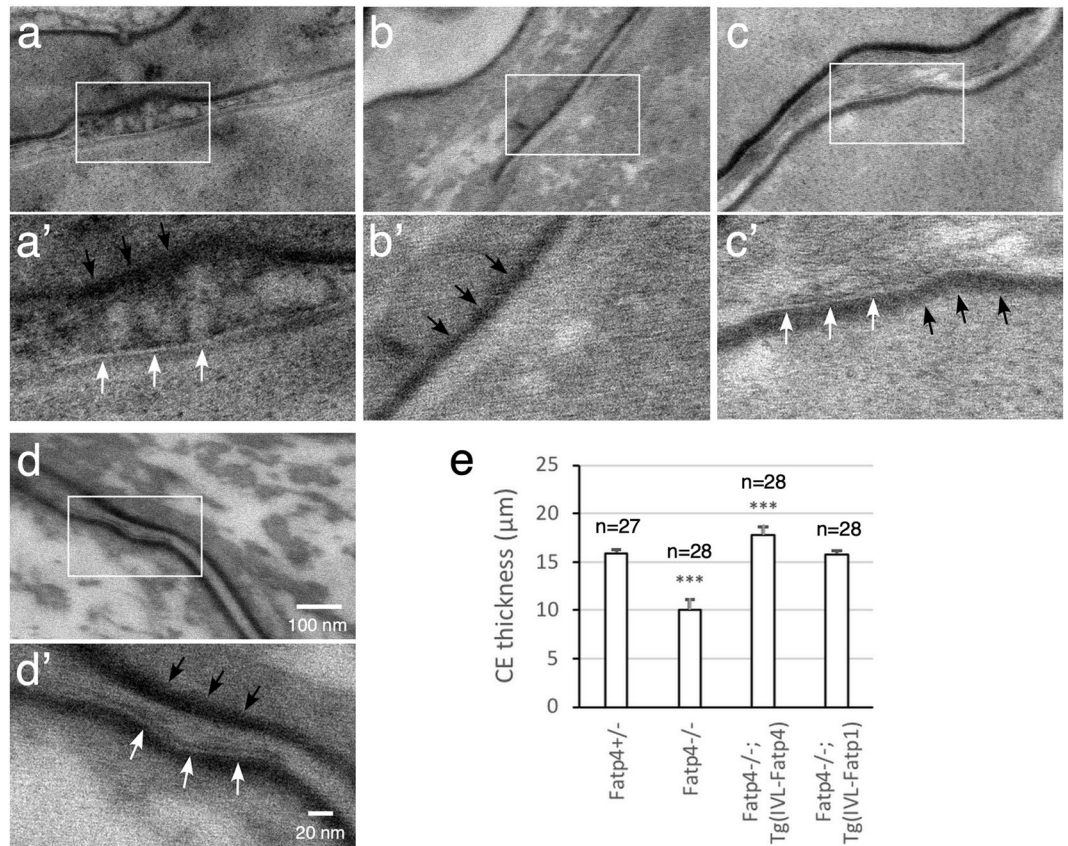 a
b
c
a’
b’
c’
d
100 nm
d’
20 nm
e
CE thickness (μm)
25
20
15
10
5
0
n=27
n=28
***
n=28
***
n=28
Fatp4+/-
Fatp4-/-
Fatp4-/-;
Tg(IVL-Fatp4)
Fatp4-/-;
Tg(IVL-Fatp1)